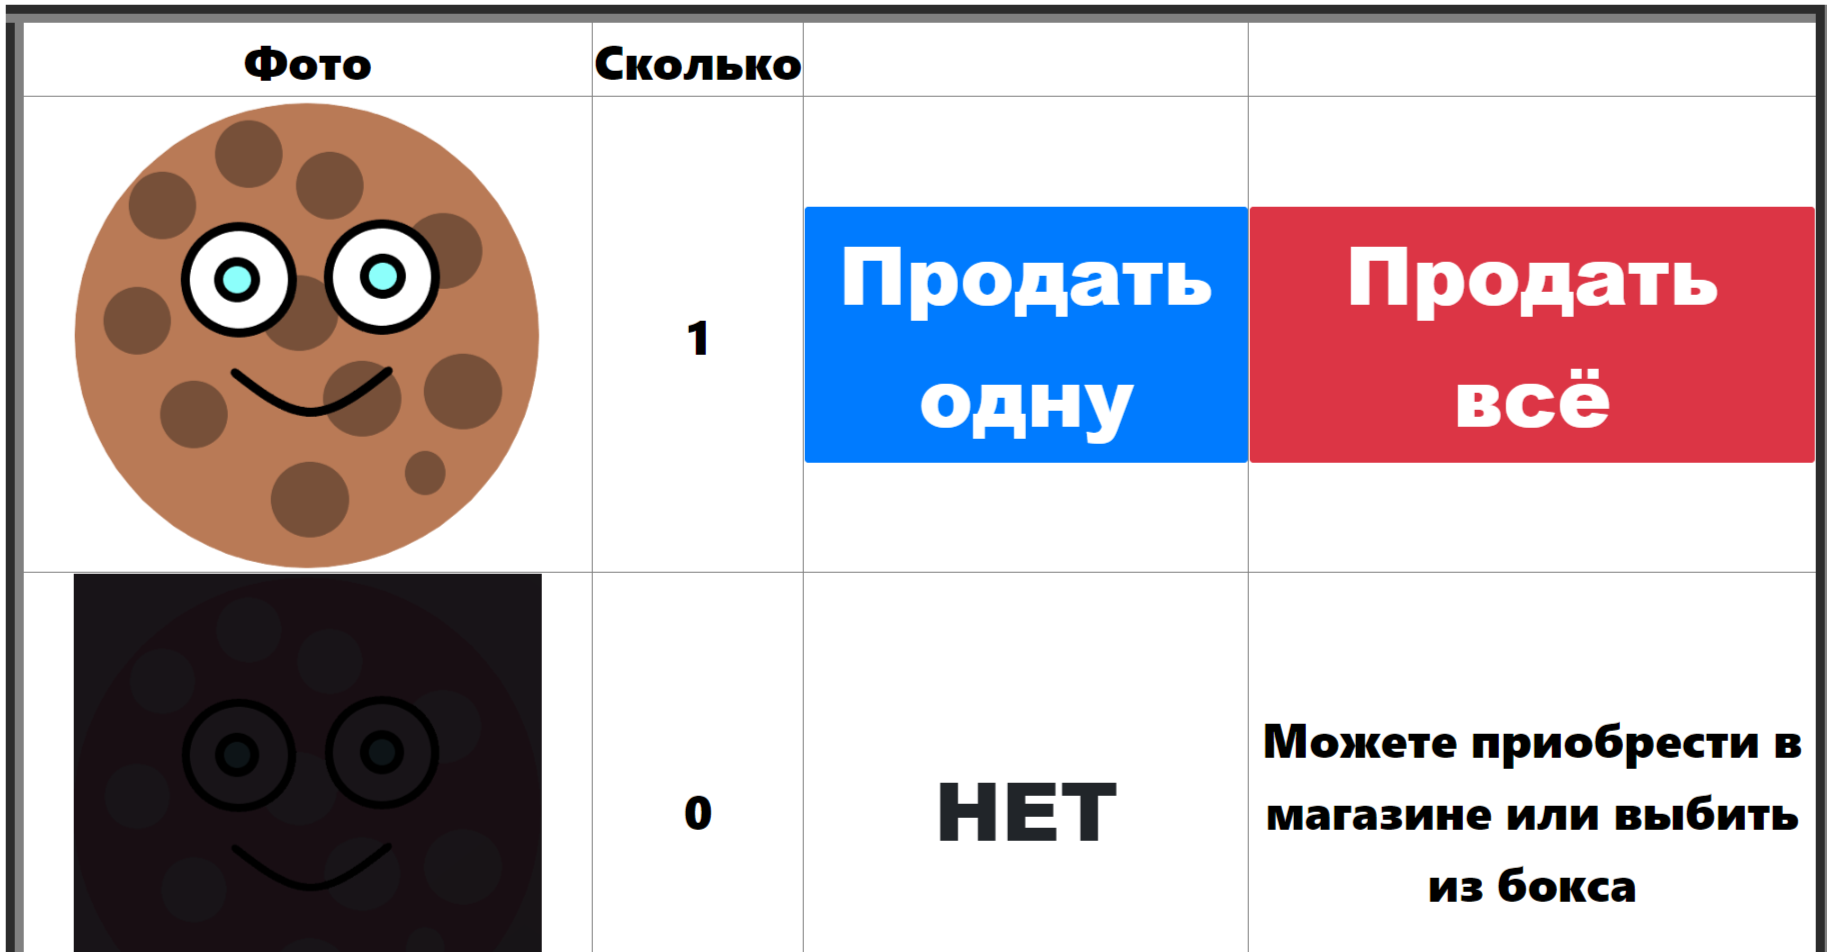 Фото
Сколько
1
Продать
одну
Продать
всё
0
НЕТ
Можете приобрести в
магазине или выбить
из бокса